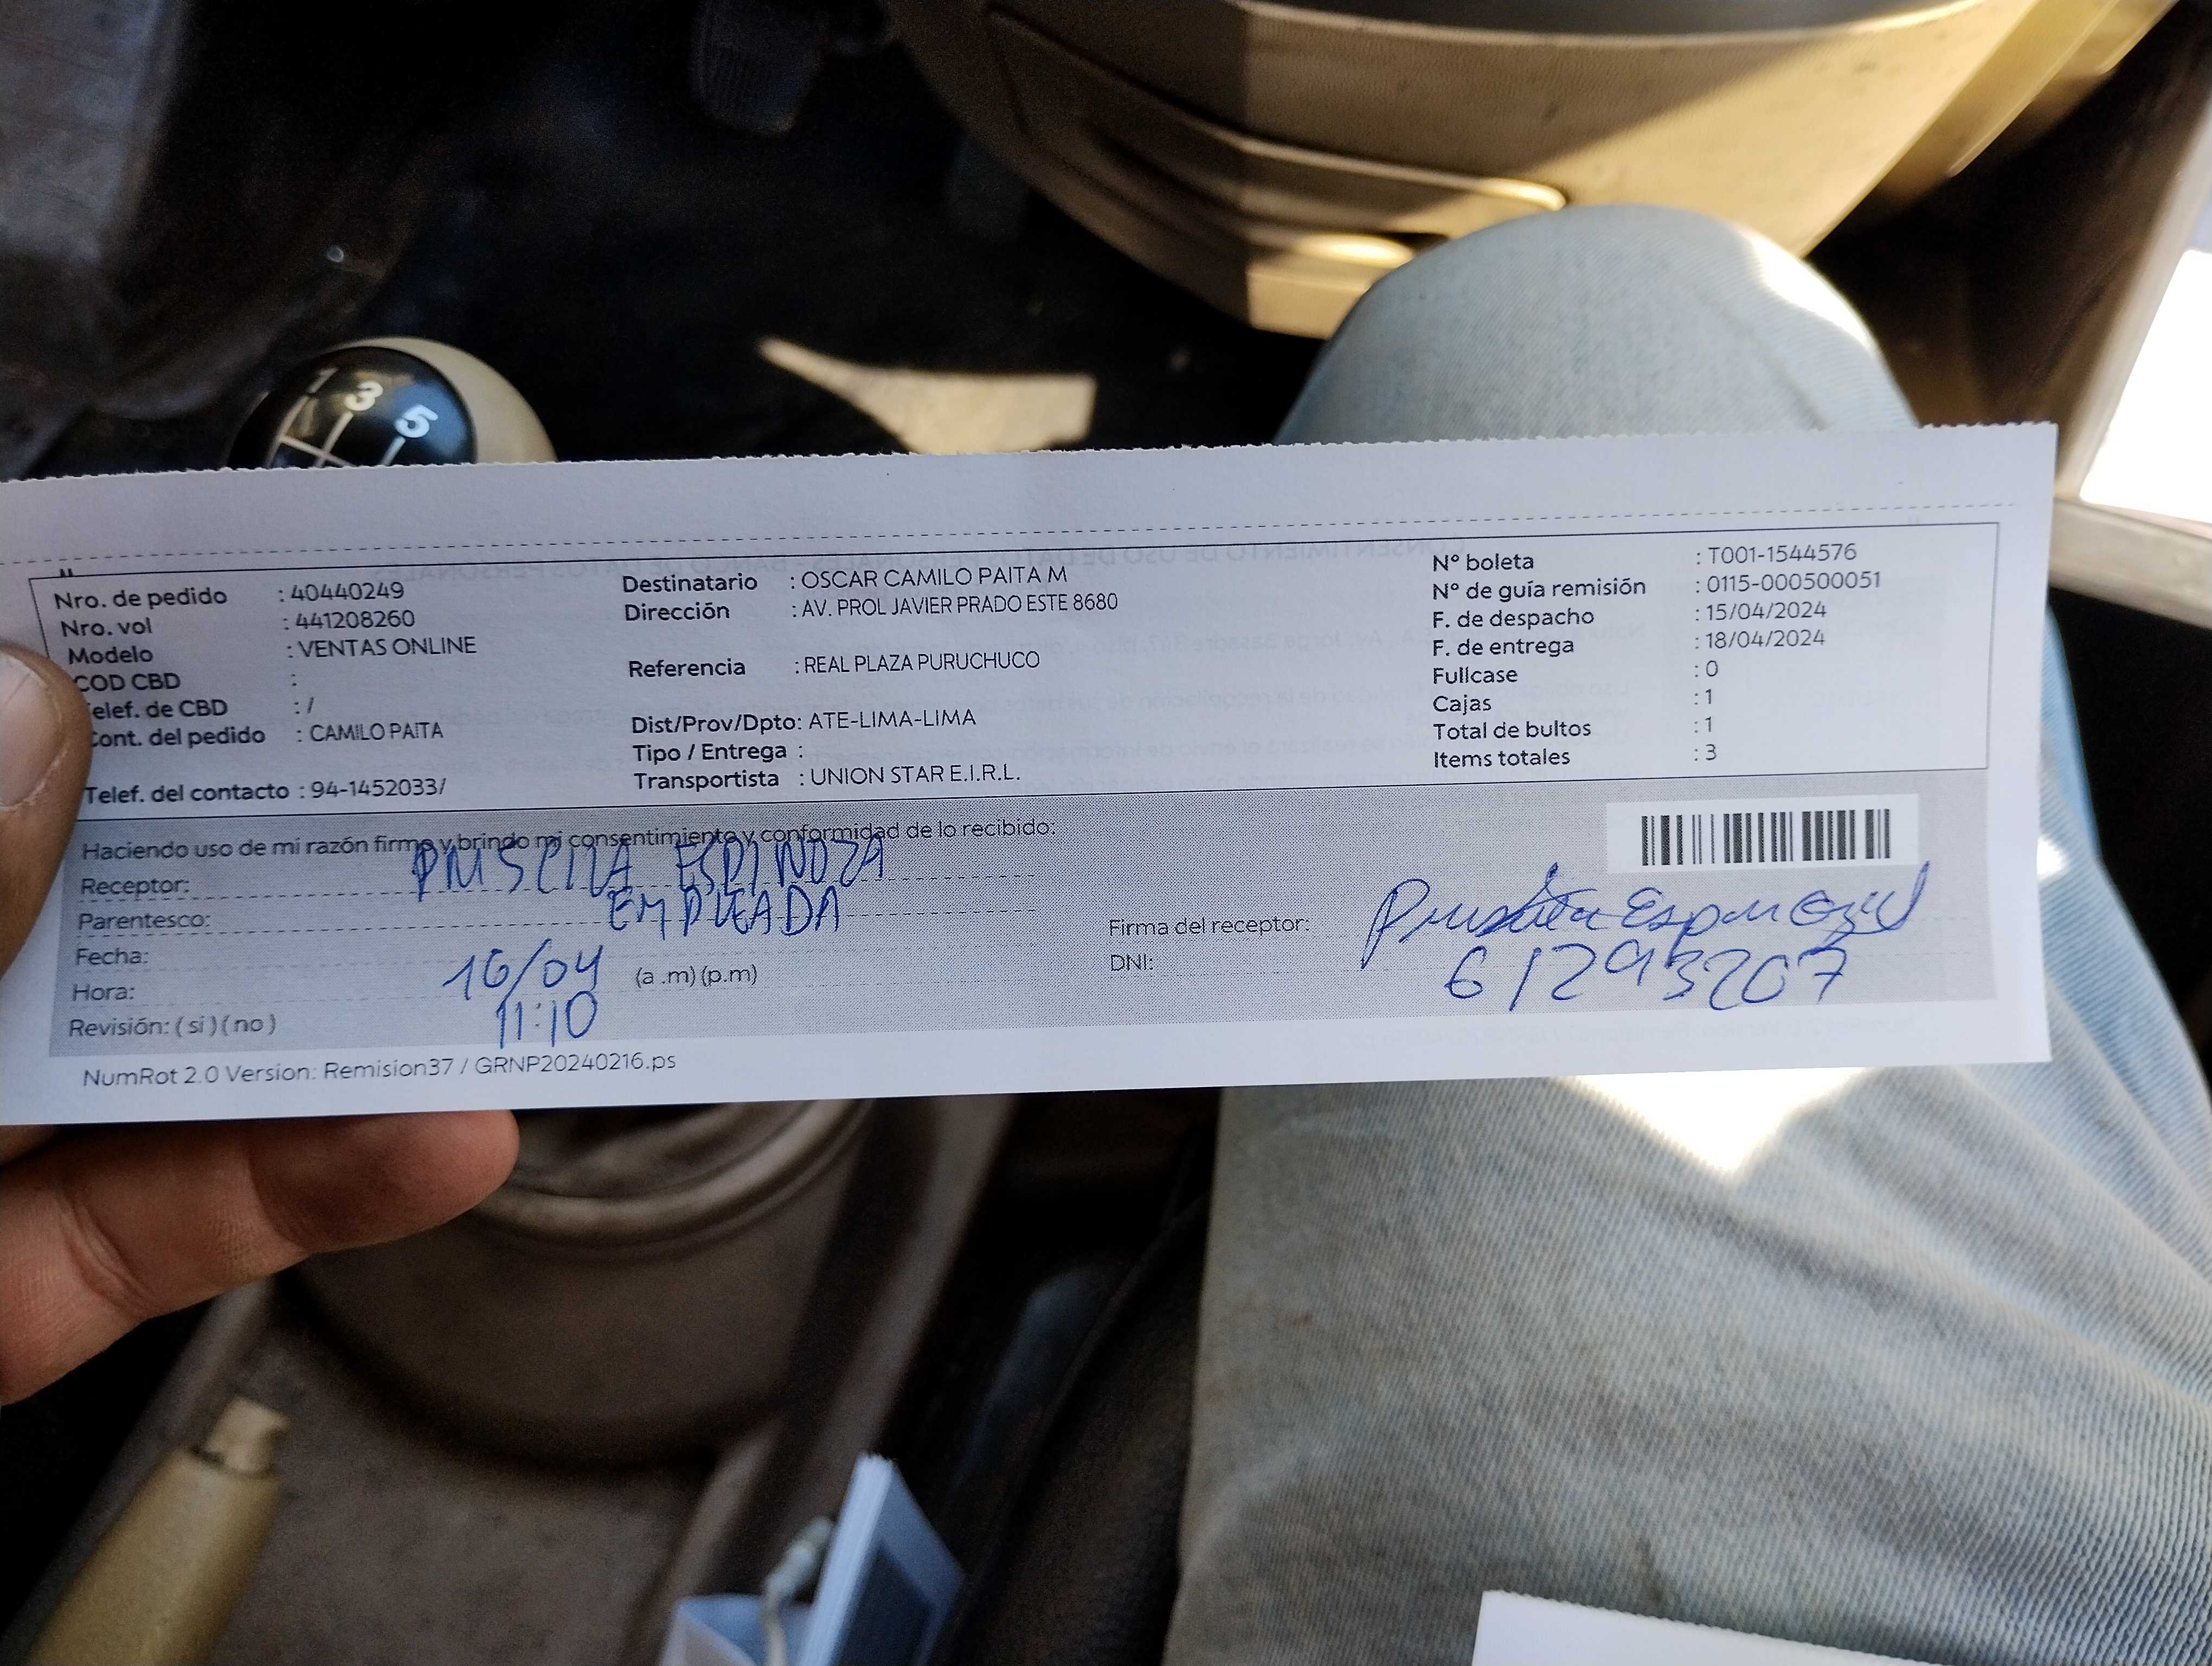 1 3 5
Nro. de pedido : 40440249
Nro. vol : 441208260
Modelo : VENTAS ONLINE
COD CBD :
Telef. de CBD : /
Cont. del pedido : CAMILO PAITA
Telef. del contacto : 94-1452033/
Destinatario : OSCAR CAMILO PAITA M
Dirección : AV. PROL JAVIER PRADO ESTE 8680
Referencia : REAL PLAZA PURUCHUCO
Dist/Prov/Dpto: ATE-LIMA-LIMA
Tipo / Entrega :
Transportista : UNION STAR E.I.R.L.
N° boleta : T001-1544576
N° de guía remisión : 0115-000500051
F. de despacho : 15/04/2024
F. de entrega : 18/04/2024
Fullcase : 0
Cajas : 1
Total de bultos : 1
Items totales : 3
Haciendo uso de mi razón firmo y brindo mi consentimiento y conformidad de lo recibido:
Receptor: PRISCILA ESPINOZA
Parentesco: EMPLEADA
Fecha: 16/04
Hora: 11:10 (a .m) (p.m)
Revisión: ( si ) ( no )
Firma del receptor:
DNI: 61293207
NumRot 2.0 Version: Remision37 / GRNP20240216.ps